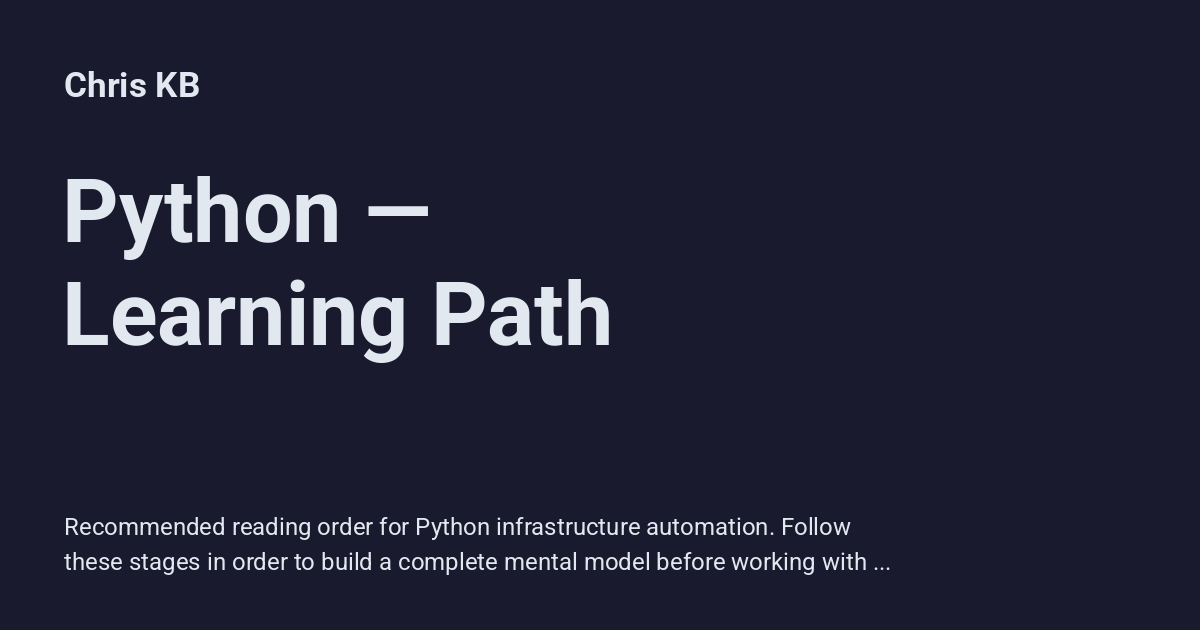 Chris KB
Python —
Learning Path
Recommended reading order for Python infrastructure automation. Follow
these stages in order to build a complete mental model before working with ...